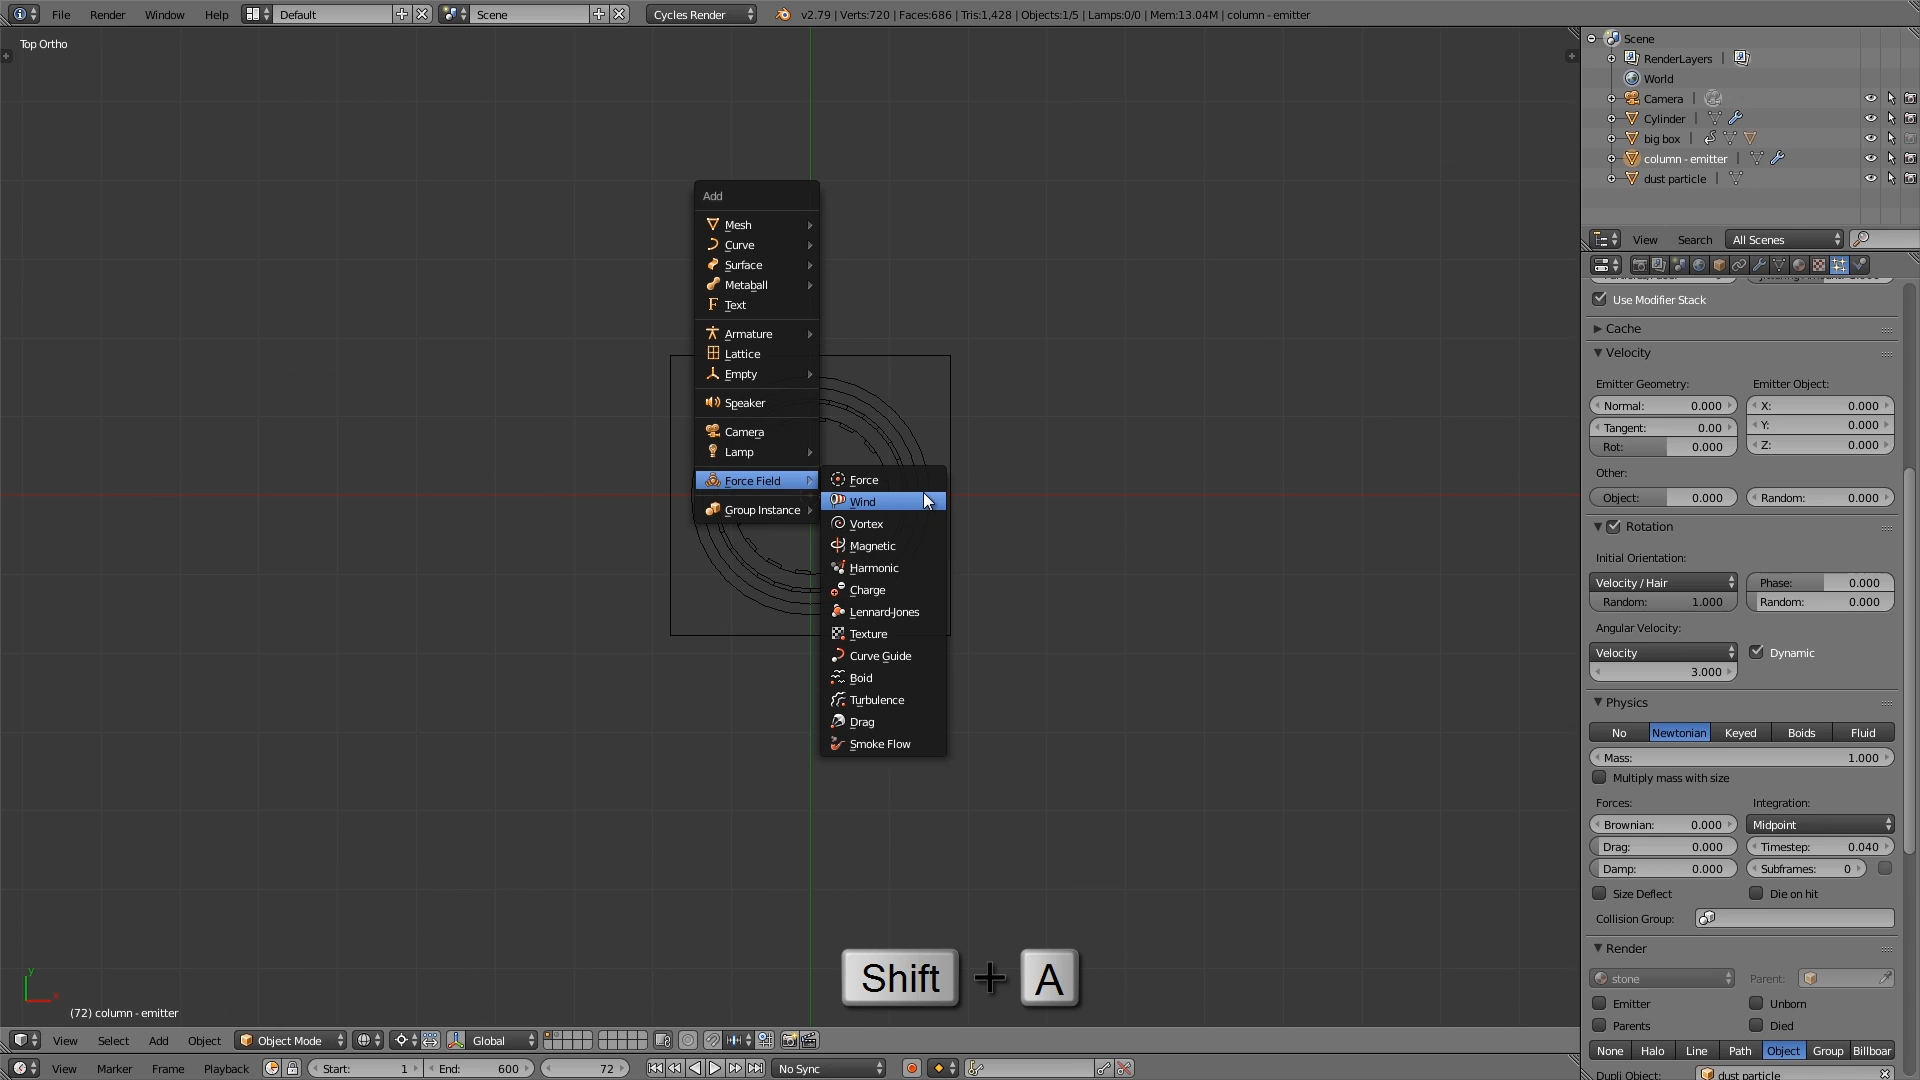 File Render Window Help Default Scene Cycles Render v2.79 | Verts:720 | Faces:686 | Tris:1,428 | Objects:1/5 | Lamps:0/0 | Mem:13.04M | column - emitter
Top Ortho
Add
Mesh
Curve
Surface
Metaball
Text
Armature
Lattice
Empty
Speaker
Camera
Lamp
Force Field
Group Instance
Force
Wind
Vortex
Magnetic
Harmonic
Charge
Lennard-Jones
Texture
Curve Guide
Boid
Turbulence
Drag
Smoke Flow
Shift + A
y
x
(72) column - emitter
View Select Add Object Object Mode Global
View Marker Frame Playback Start: 1 End: 600 72 No Sync
Scene
RenderLayers |
World
Camera |
Cylinder |
big box |
column - emitter |
dust particle |
View Search All Scenes
Use Modifier Stack
Cache
Velocity
Emitter Geometry: Emitter Object:
Normal: 0.000 X: 0.000
Tangent: 0.00 Y: 0.000
Rot: 0.000 Z: 0.000
Other:
Object: 0.000 Random: 0.000
Rotation
Initial Orientation:
Velocity / Hair Phase: 0.000
Random: 1.000 Random: 0.000
Angular Velocity:
Velocity Dynamic
3.000
Physics
No Newtonian Keyed Boids Fluid
Mass: 1.000
Multiply mass with size
Forces: Integration:
Brownian: 0.000 Midpoint
Drag: 0.000 Timestep: 0.040
Damp: 0.000 Subframes: 0
Size Deflect Die on hit
Collision Group:
Render
stone Parent:
Emitter Unborn
Parents Died
None Halo Line Path Object Group Billboar
Dupli Object: dust particle